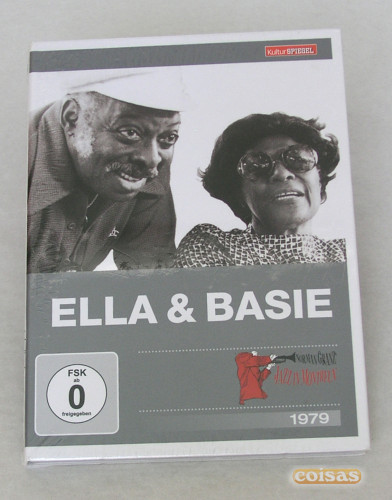 KulturSPIEGEL
ELLA & BASIE
FSK
ab
0
freigegeben
NORMAN GRANZ'
JAZZ IN MONTREUX
1979
coisas